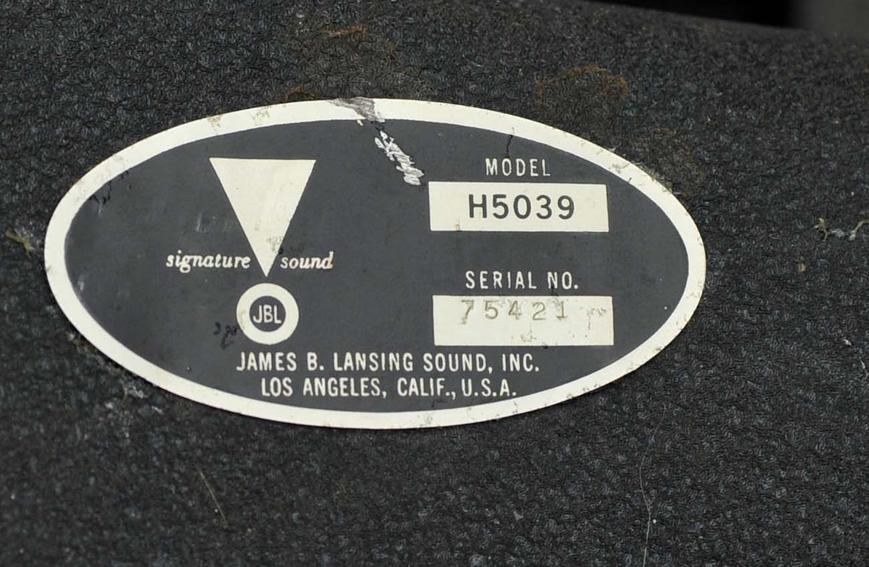 MODEL
H5039
signature sound
SERIAL NO.
75421
JBL
JAMES B. LANSING SOUND, INC.
LOS ANGELES, CALIF., U.S.A.